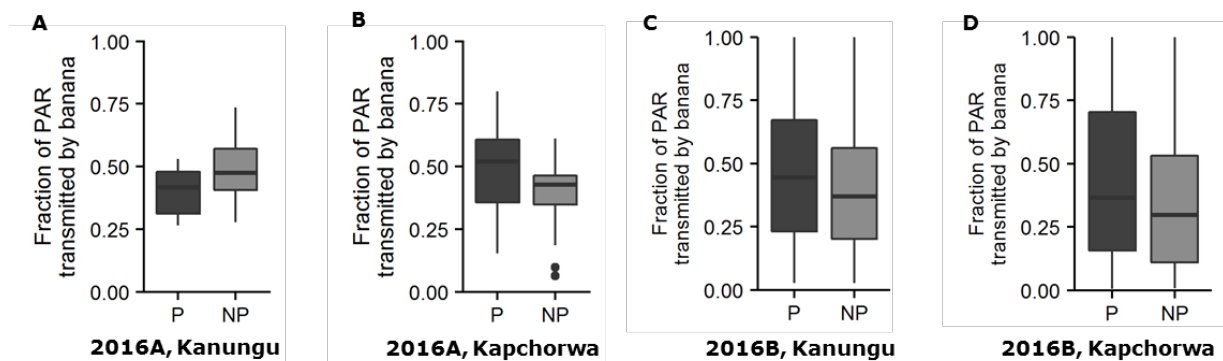 A
Fraction of PAR
transmitted by banana
1.00
0.75
0.50
0.25
0.00
P NP
2016A, Kanungu
B
Fraction of PAR
transmitted by banana
1.00
0.75
0.50
0.25
0.00
P NP
2016A, Kapchorwa
C
Fraction of PAR
transmitted by banana
1.00
0.75
0.50
0.25
0.00
P NP
2016B, Kanungu
D
Fraction of PAR
transmitted by banana
1.00
0.75
0.50
0.25
0.00
P NP
2016B, Kapchorwa